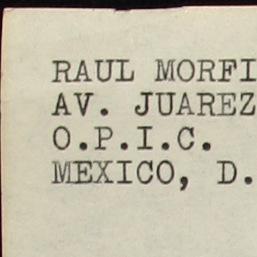 RAUL MORFI
AV. JUAREZ
O.P.I.C.
MEXICO, D.